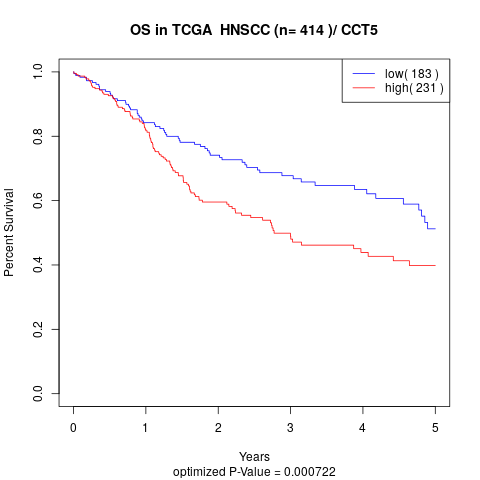 OS in TCGA  HNSCC (n= 414 )/ CCT5
low( 183 )
high( 231 )
Percent Survival
1.0
0.8
0.6
0.4
0.2
0.0
0 1 2 3 4 5
Years
optimized P-Value = 0.000722